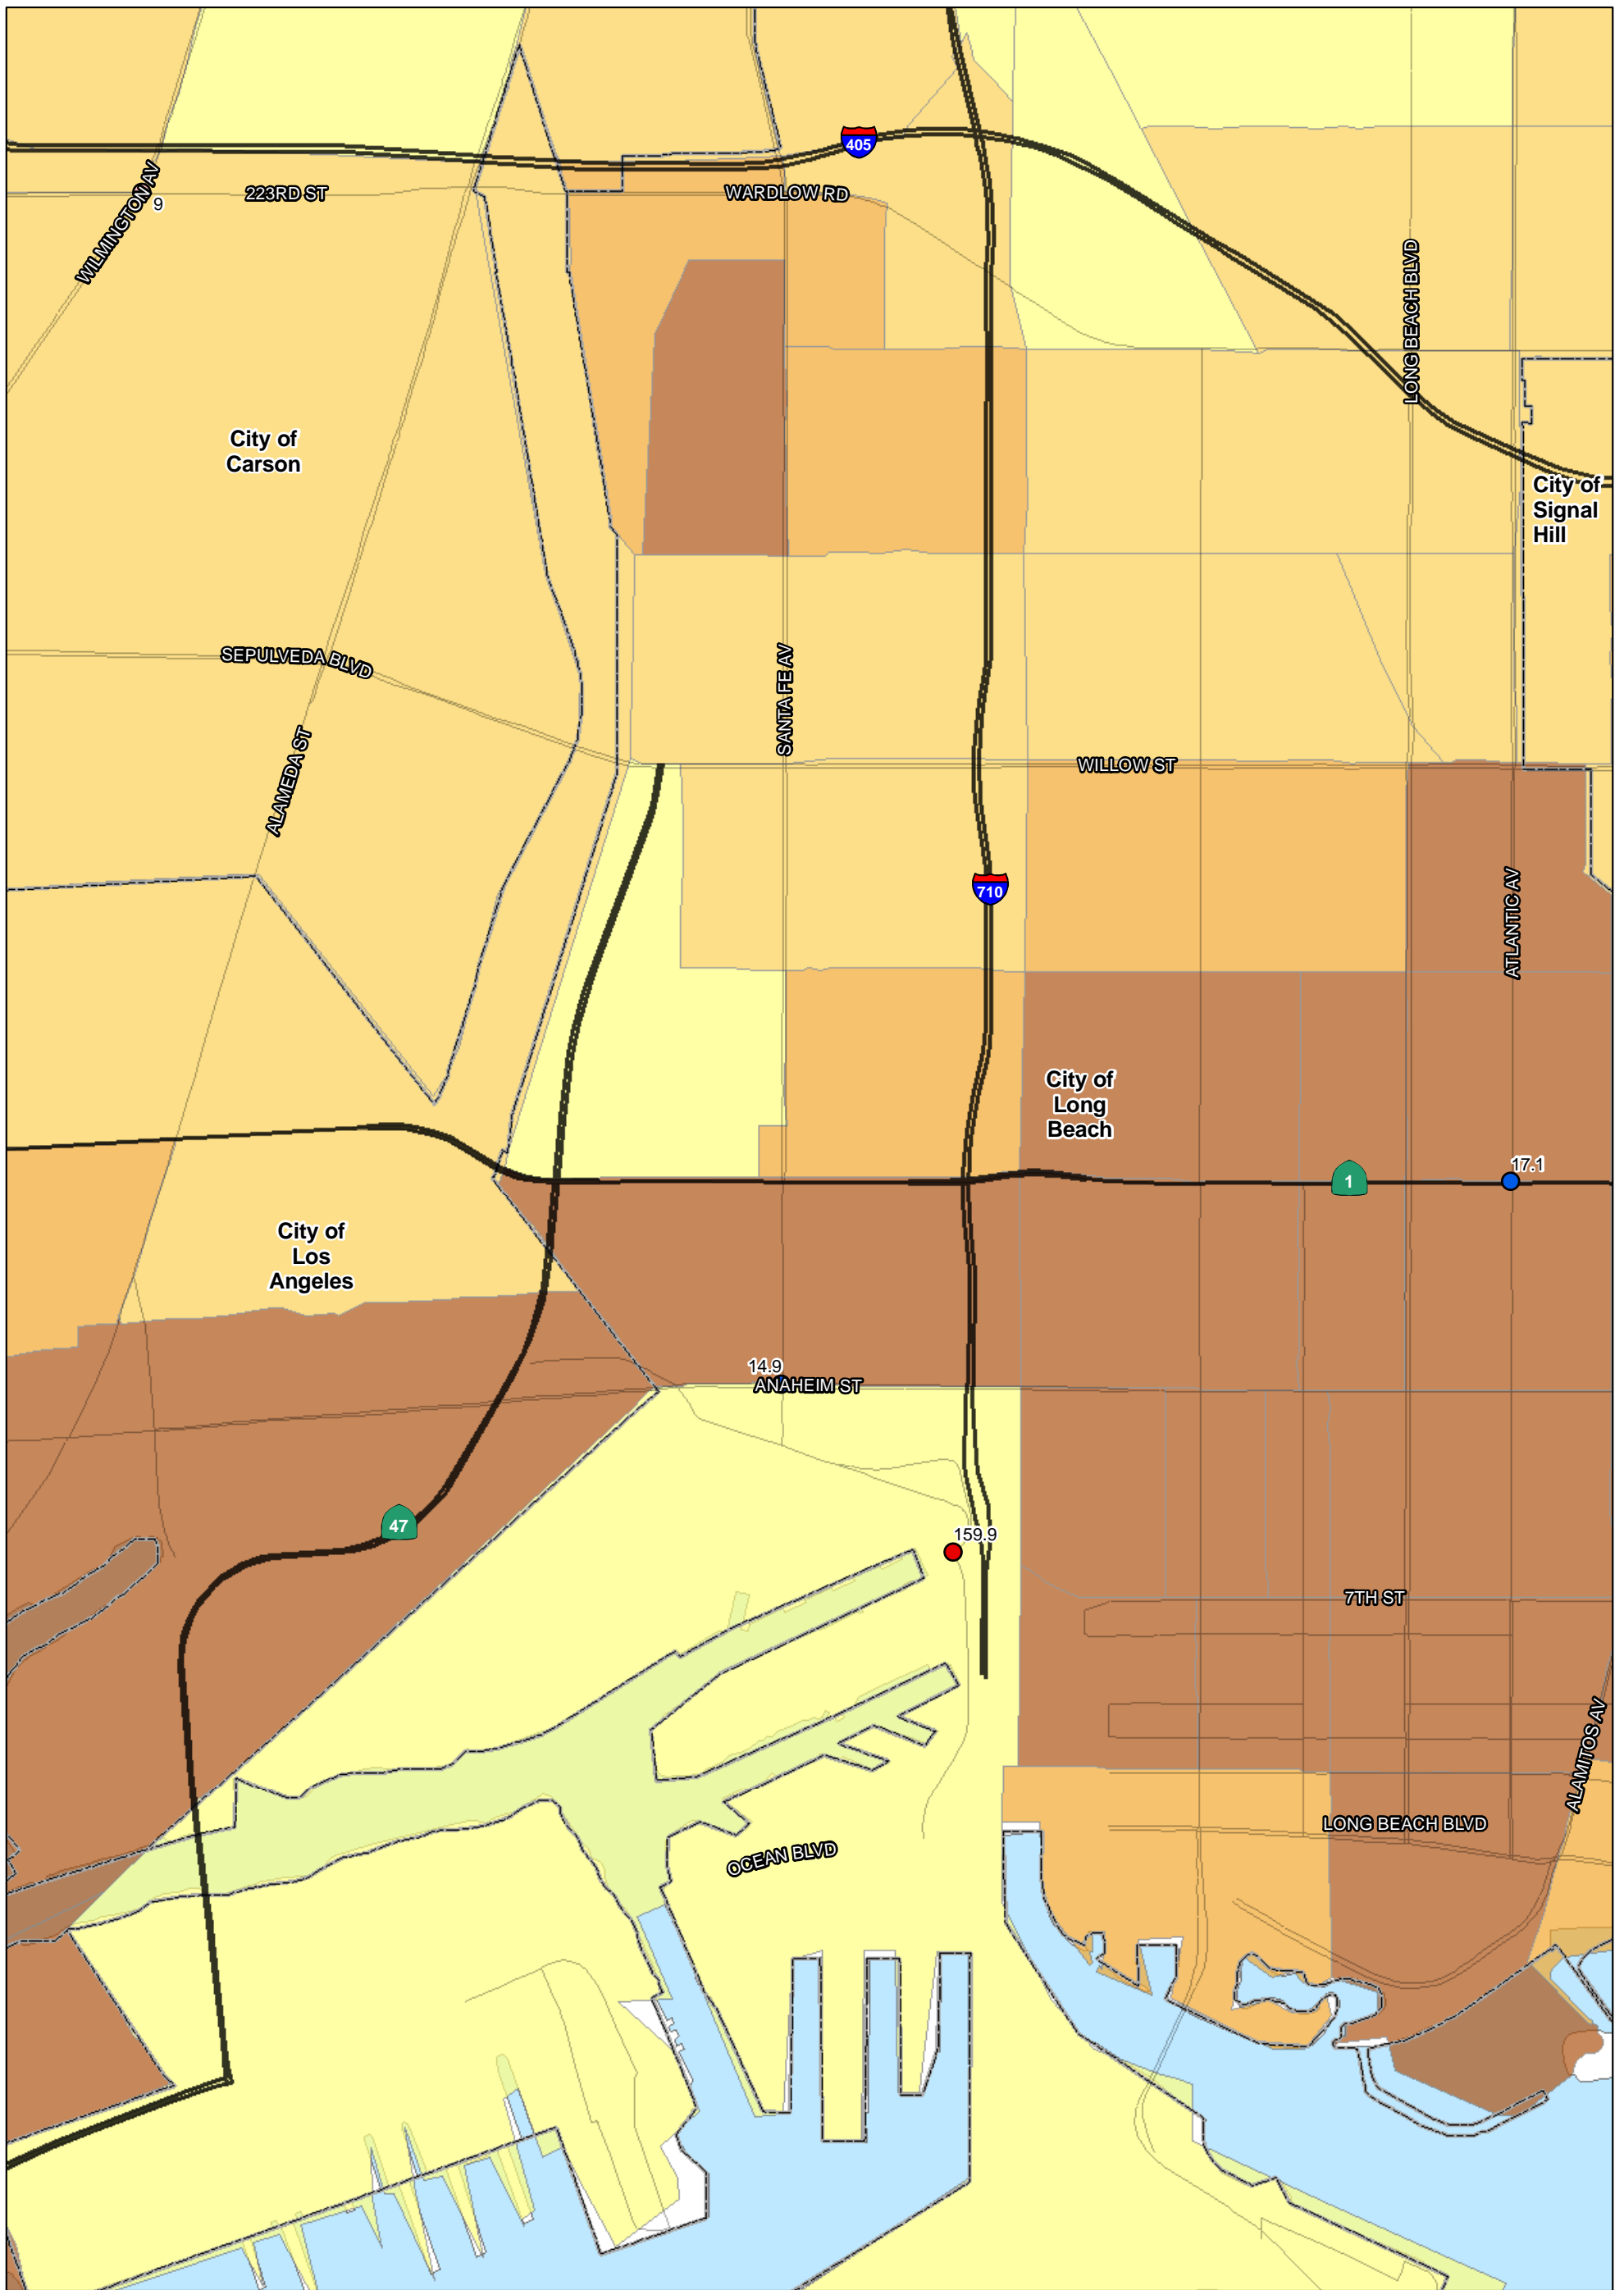 405
223RD ST
WARDLOW RD
WILMINGTON AV
9
LONG BEACH BLVD
City of
Carson
City of
Signal
Hill
SEPULVEDA BLVD
SANTA FE AV
ALAMEDA ST
WILLOW ST
710
ATLANTIC AV
City of
Long
Beach
17.1
1
City of
Los
Angeles
14.9
ANAHEIM ST
47
159.9
7TH ST
ALAMITOS AV
LONG BEACH BLVD
OCEAN BLVD